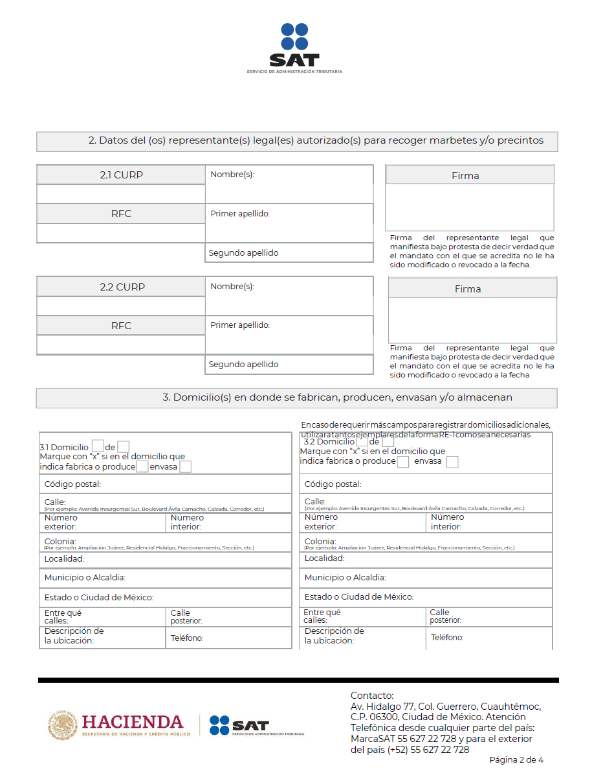 SAT
SERVICIO DE ADMINISTRACIÓN TRIBUTARIA
2. Datos del (os) representante(s) legal(es) autorizado(s) para recoger marbetes y/o precintos
2.1 CURP
Nombre(s):
Firma
RFC
Primer apellido:
Segundo apellido
Firma del representante legal que
manifiesta bajo protesta de decir verdad que
el mandato con el que se acredita no le ha
sido modificado o revocado a la fecha.
2.2 CURP
Nombre(s):
Firma
RFC
Primer apellido:
Segundo apellido
Firma del representante legal que
manifiesta bajo protesta de decir verdad que
el mandato con el que se acredita no le ha
sido modificado o revocado a la fecha.
3. Domicilio(s) en donde se fabrican, producen, envasan y/o almacenan
En caso de requerir más campos para registrar domicilios adicionales,
utilizara tantos ejemplares de la forma RE-1 como sea necesarias
3.1 Domicilio de
Marque con "x" si en el domicilio que
indica fabrica o produce envasa
Código postal:
Calle:
(Por ejemplo: Avenida Insurgentes Sur, Boulevard Ávila Camacho, Calzada, Corredor, etc.)
Número exterior:
Número interior:
Colonia:
(Por ejemplo: Ampliación Juárez, Residencial Hidalgo, Fraccionamiento, Sección, etc.)
Localidad:
Municipio o Alcaldía:
Estado o Ciudad de México:
Entre qué calles:
Calle posterior:
Descripción de la ubicación:
Teléfono:
3.2 Domicilio de
Marque con "x" si en el domicilio que
indica fabrica o produce envasa
Código postal:
Calle:
(Por ejemplo: Avenida Insurgentes Sur, Boulevard Ávila Camacho, Calzada, Corredor, etc.)
Número exterior:
Número interior:
Colonia:
(Por ejemplo: Ampliación Juárez, Residencial Hidalgo, Fraccionamiento, Sección, etc.)
Localidad:
Municipio o Alcaldía:
Estado o Ciudad de México:
Entre qué calles:
Calle posterior:
Descripción de la ubicación:
Teléfono:
HACIENDA
SECRETARÍA DE HACIENDA Y CRÉDITO PÚBLICO
SAT
SERVICIO DE ADMINISTRACIÓN TRIBUTARIA
Contacto:
Av. Hidalgo 77, Col. Guerrero, Cuauhtémoc,
C.P. 06300, Ciudad de México. Atención
Telefónica desde cualquier parte del país:
MarcaSAT 55 627 22 728 y para el exterior
del país (+52) 55 627 22 728
Página 2 de 4